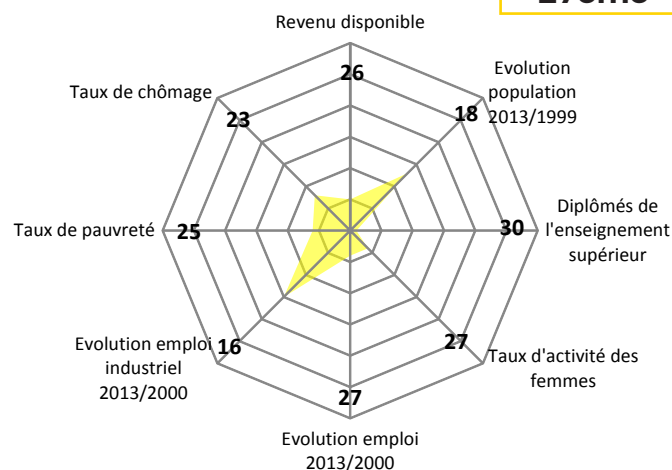 Revenu disponible
26
Evolution
population
2013/1999
18
Diplômés de
l'enseignement
supérieur
30
Taux d'activité des
femmes
27
Evolution emploi
2013/2000
27
Evolution emploi
industriel
2013/2000
16
Taux de pauvreté
25
Taux de chômage
23